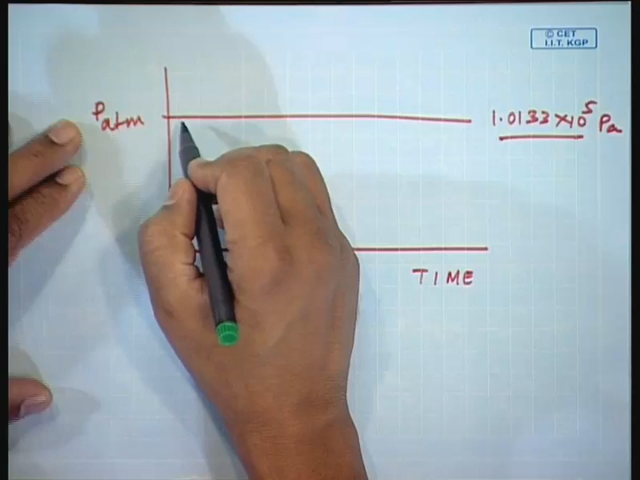 © CET
I.I.T. KGP
Patm
1.0133 × 10⁵ Pa
TIME